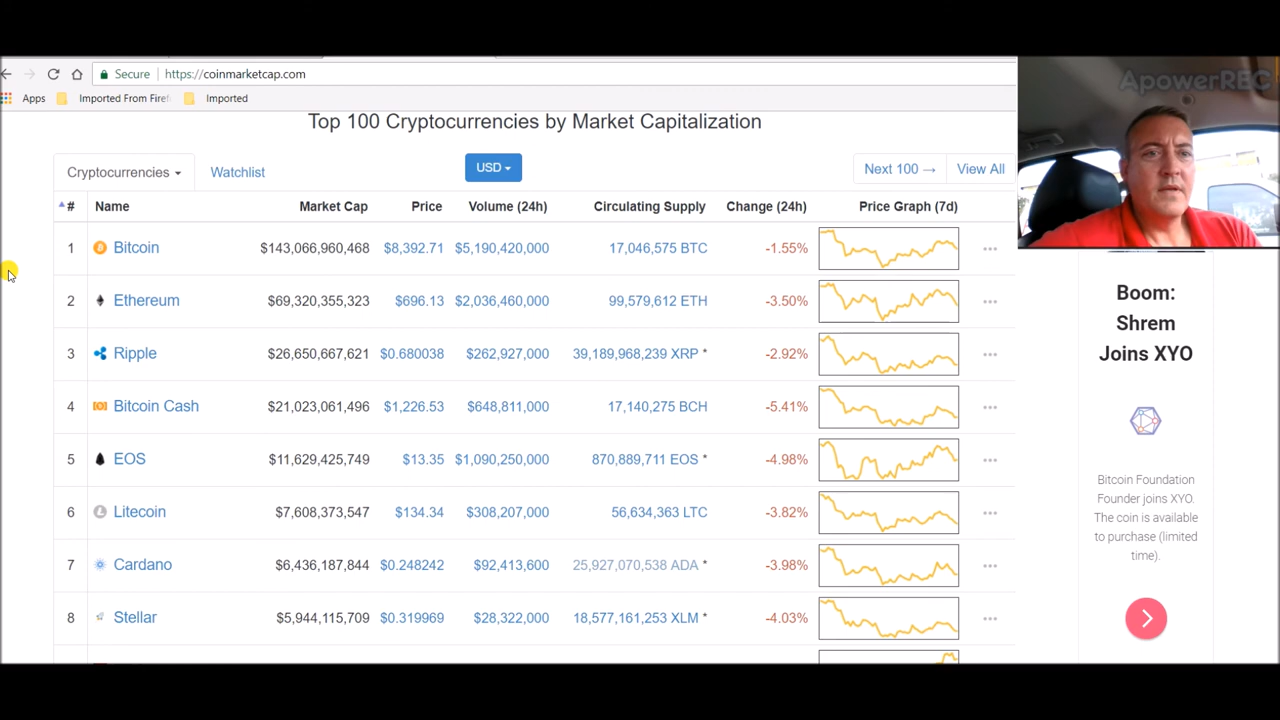 Secure https://coinmarketcap.com
ApowerREC
Apps Imported From Firef Imported
Top 100 Cryptocurrencies by Market Capitalization
Cryptocurrencies Watchlist USD Next 100 → View All
# Name Market Cap Price Volume (24h) Circulating Supply Change (24h) Price Graph (7d)
1 Bitcoin $143,066,960,468 $8,392.71 $5,190,420,000 17,046,575 BTC -1.55%
2 Ethereum $69,320,355,323 $696.13 $2,036,460,000 99,579,612 ETH -3.50%
3 Ripple $26,650,667,621 $0.680038 $262,927,000 39,189,968,239 XRP * -2.92%
4 Bitcoin Cash $21,023,061,496 $1,226.53 $648,811,000 17,140,275 BCH -5.41%
5 EOS $11,629,425,749 $13.35 $1,090,250,000 870,889,711 EOS * -4.98%
6 Litecoin $7,608,373,547 $134.34 $308,207,000 56,634,363 LTC -3.82%
7 Cardano $6,436,187,844 $0.248242 $92,413,600 25,927,070,538 ADA * -3.98%
8 Stellar $5,944,115,709 $0.319969 $28,322,000 18,577,161,253 XLM * -4.03%
Boom:
Shrem
Joins XYO
Bitcoin Foundation
Founder joins XYO.
The coin is available
to purchase (limited
time).